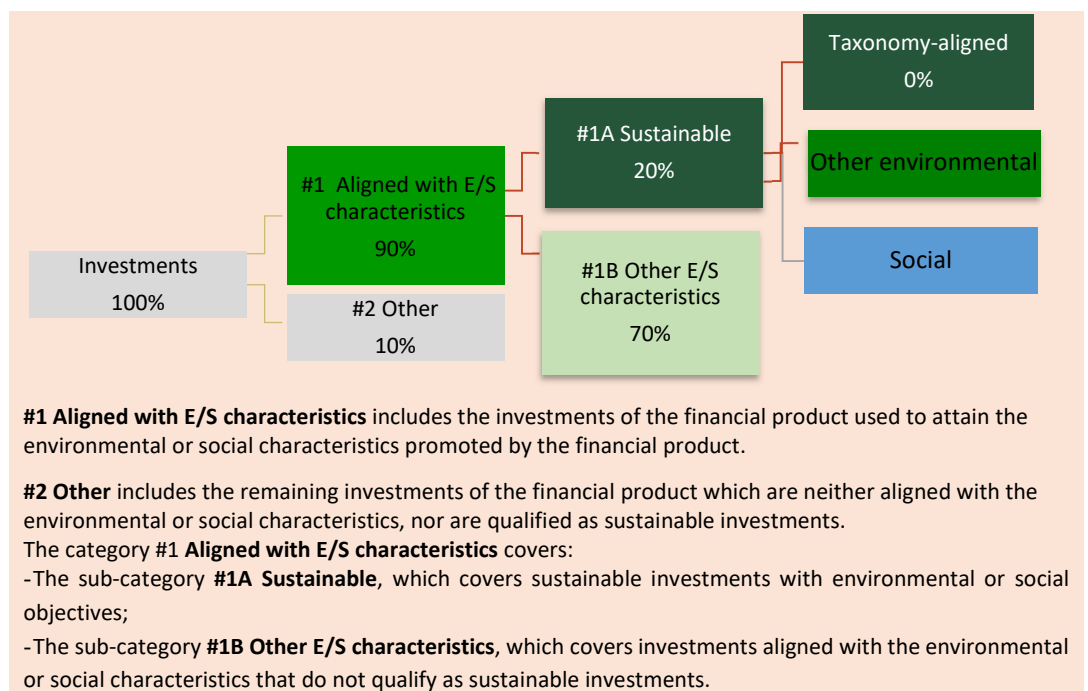 Taxonomy-aligned
0%
#1A Sustainable
20%
Other environmental
#1 Aligned with E/S
characteristics
90%
Social
Investments
100%
#1B Other E/S
characteristics
70%
#2 Other
10%
#1 Aligned with E/S characteristics includes the investments of the financial product used to attain the
environmental or social characteristics promoted by the financial product.
#2 Other includes the remaining investments of the financial product which are neither aligned with the
environmental or social characteristics, nor are qualified as sustainable investments.
The category #1 Aligned with E/S characteristics covers:
-The sub-category #1A Sustainable, which covers sustainable investments with environmental or social
objectives;
-The sub-category #1B Other E/S characteristics, which covers investments aligned with the environmental
or social characteristics that do not qualify as sustainable investments.